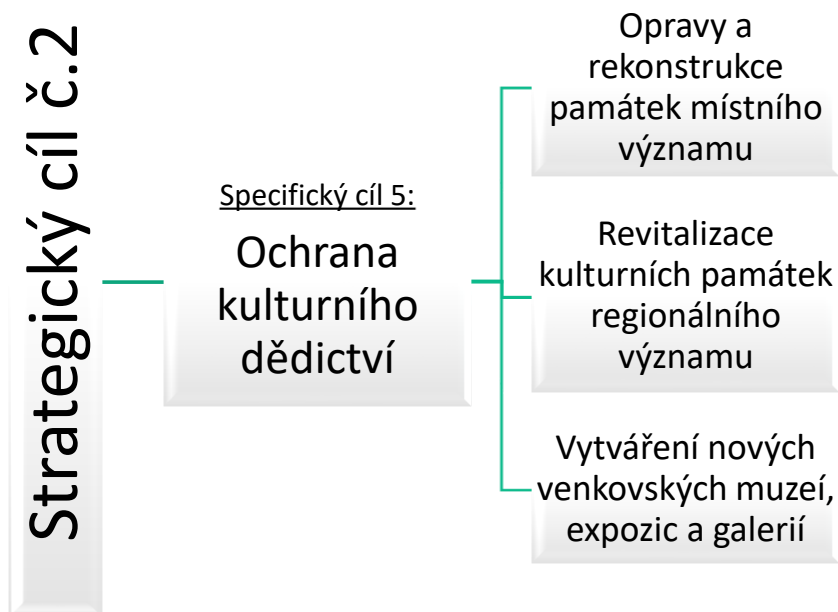 Strategický cíl č.2
Specifický cíl 5:
Ochrana
kulturního
dědictví
Opravy a
rekonstrukce
památek místního
významu
Revitalizace
kulturních památek
regionálního
významu
Vytváření nových
venkovských muzeí,
expozic a galerií